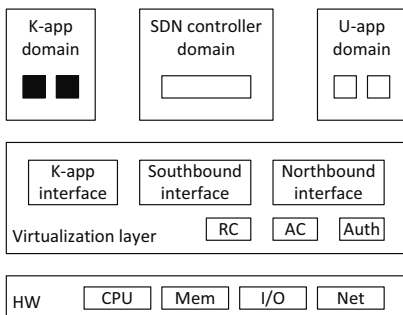 K-app
domain
SDN controller
domain
U-app
domain
K-app
interface
Southbound
interface
Northbound
interface
Virtualization layer
RC
AC
Auth
HW
CPU
Mem
I/O
Net